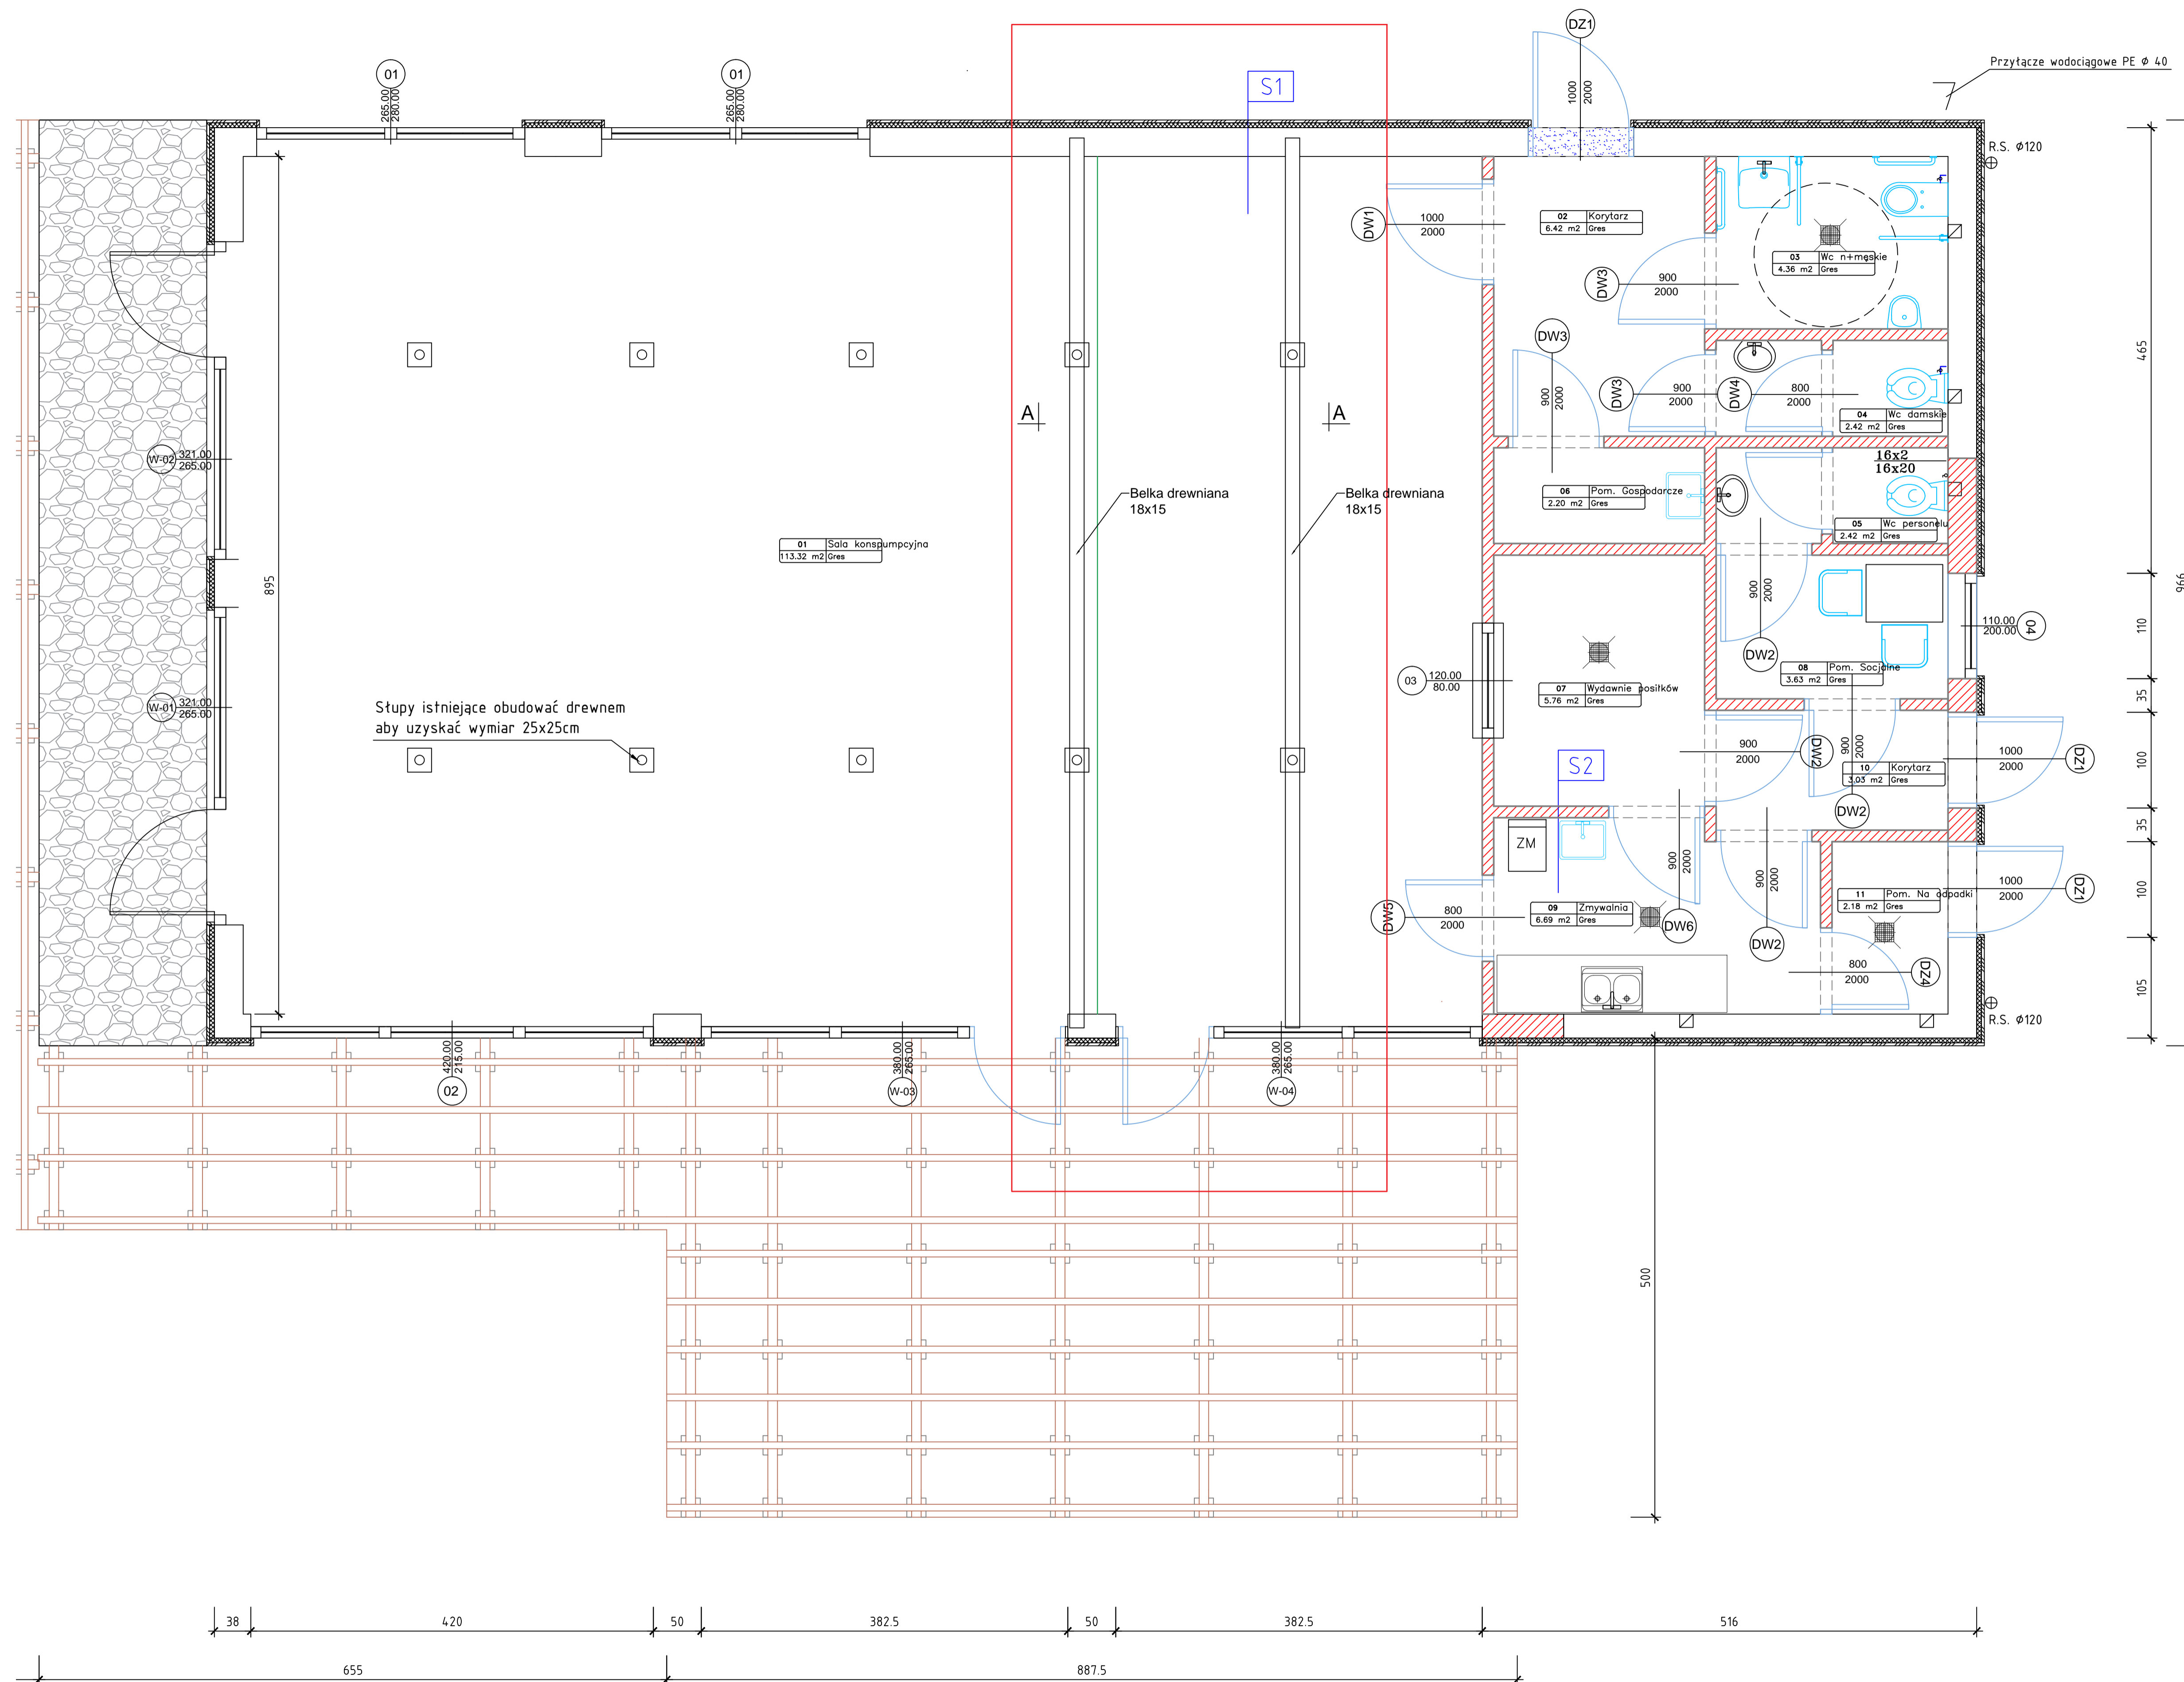 DZ1
Przyłącze wodociągowe PE Ø 40
01
265.00
280.00
01
265.00
280.00
S1
1000
2000
R.S. Ø120
DW1
1000
2000
02 Korytarz
6.42 m2 Gres
03 Wc n+męskie
4.36 m2 Gres
DW3
900
2000
DW3
900
2000
DW3
900
2000
DW4
800
2000
04 Wc damskie
2.42 m2 Gres
465
A
A
W-02
321.00
265.00
16x2
16x20
Belka drewniana
18x15
Belka drewniana
18x15
06 Pom. Gospodarcze
2.20 m2 Gres
05 Wc personelu
2.42 m2 Gres
01 Sala konspumpcyjna
113.32 m2 Gres
895
966
900
2000
DW2
110.00
200.00
04
110
03
120.00
80.00
07 Wydawnie posiłków
5.76 m2 Gres
08 Pom. Socjalne
3.63 m2 Gres
W-01
321.00
265.00
Słupy istniejące obudować drewnem
aby uzyskać wymiar 25x25cm
35
900
2000
DW2
900
2000
DW2
10 Korytarz
3.03 m2 Gres
1000
2000
DZ1
100
S2
35
ZM
900
2000
DW6
900
2000
DW2
1000
2000
DZ1
100
11 Pom. Na odpadki
2.18 m2 Gres
DW5
800
2000
09 Zmywalnia
6.69 m2 Gres
800
2000
DZ4
105
R.S. Ø120
420.00
215.00
02
380.00
265.00
W-03
380.00
265.00
W-04
500
38
420
50
382.5
50
382.5
516
655
887.5